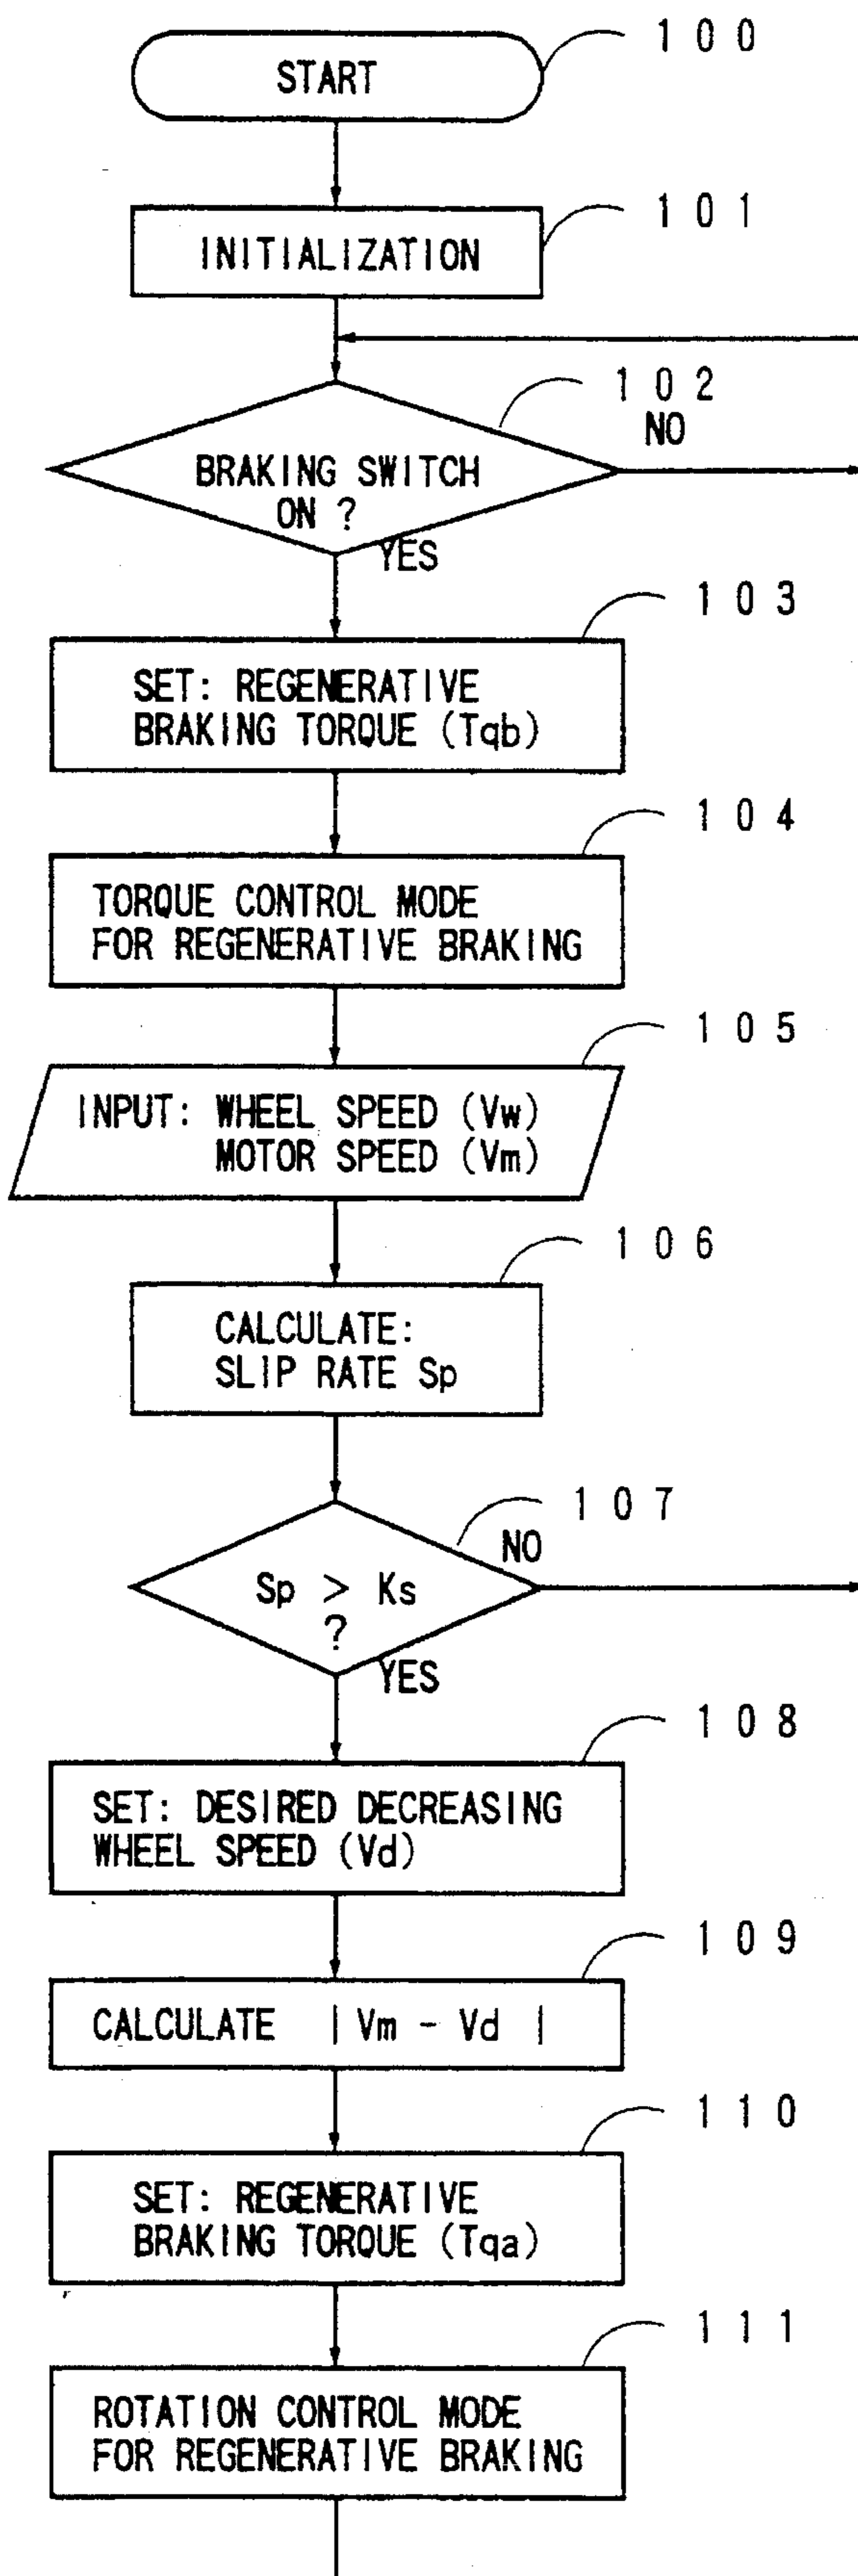 100
START
101
INITIALIZATION
102
NO
BRAKING SWITCH
ON ?
YES
103
SET: REGENERATIVE
BRAKING TORQUE (Tqb)
104
TORQUE CONTROL MODE
FOR REGENERATIVE BRAKING
105
INPUT: WHEEL SPEED (Vw)
MOTOR SPEED (Vm)
106
CALCULATE:
SLIP RATE Sp
107
NO
Sp > Ks
?
YES
108
SET: DESIRED DECREASING
WHEEL SPEED (Vd)
109
CALCULATE | Vm - Vd |
110
SET: REGENERATIVE
BRAKING TORQUE (Tqa)
111
ROTATION CONTROL MODE
FOR REGENERATIVE BRAKING